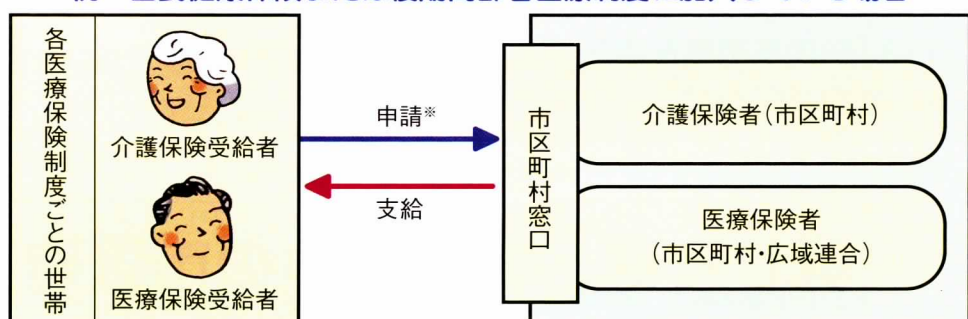 各医療保険制度ごとの世帯
介護保険受給者
医療保険受給者
申請※
支給
市区町村窓口
介護保険者(市区町村)
医療保険者
(市区町村・広域連合)